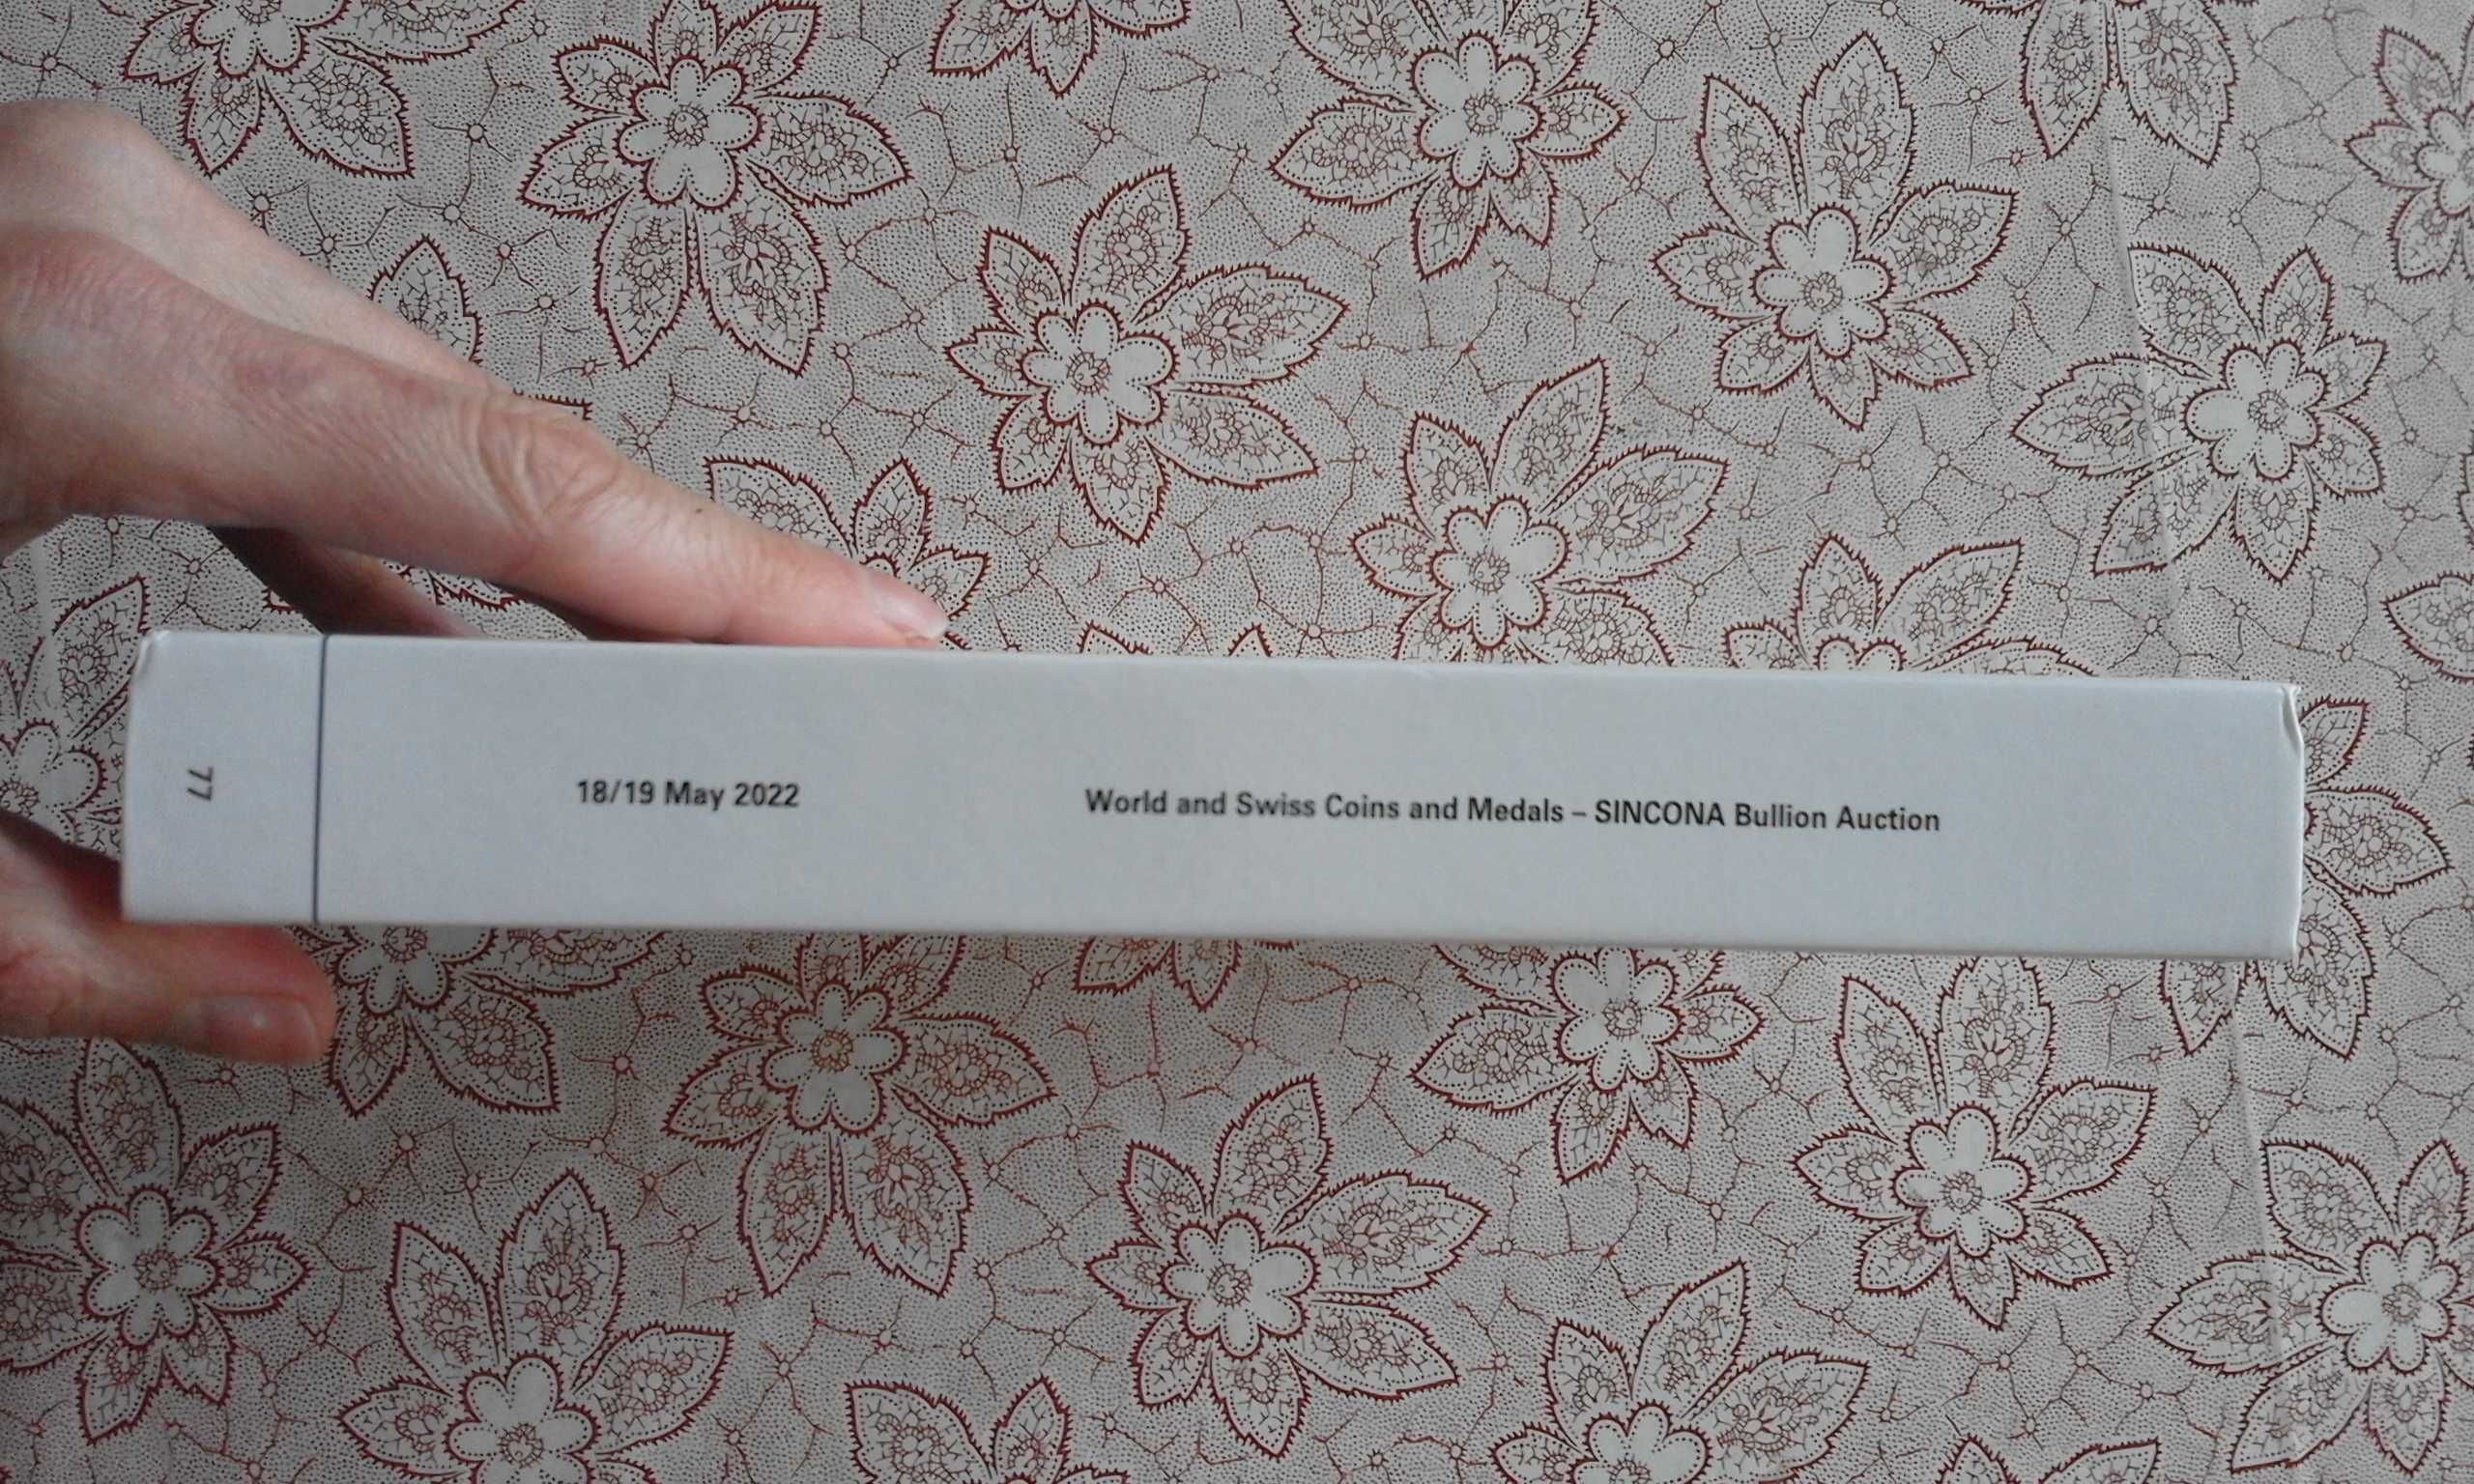 77
18/19 May 2022
World and Swiss Coins and Medals – SINCONA Bullion Auction